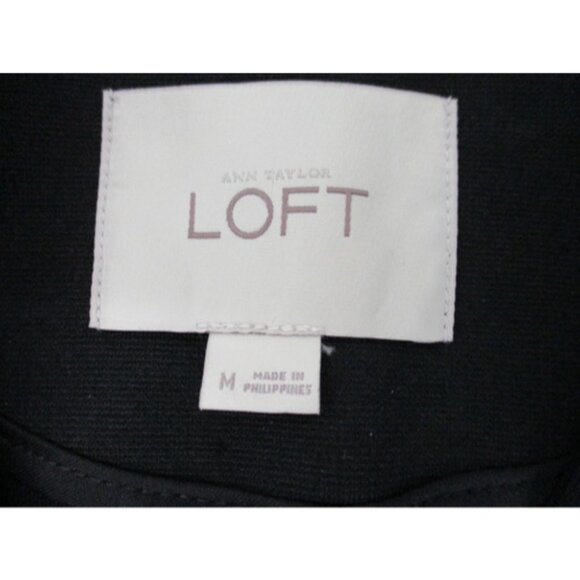 ANN TAYLOR
LOFT
M
MADE IN
PHILIPPINES